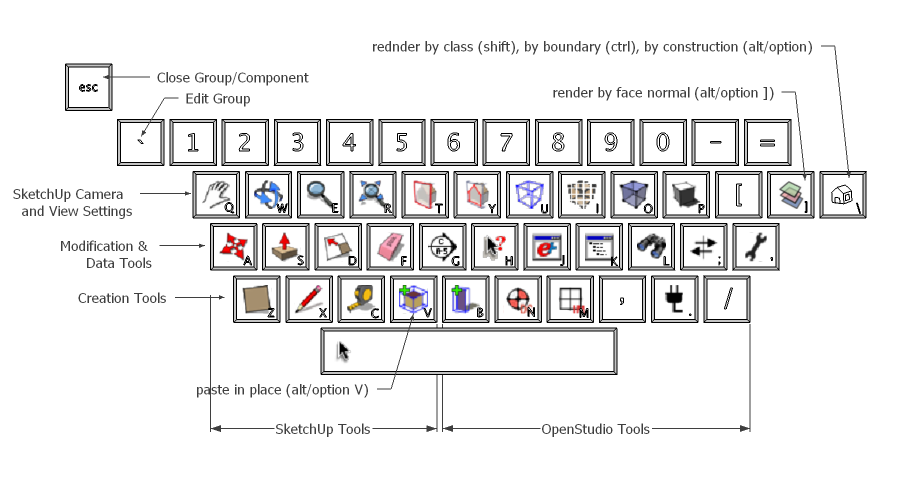 rednder by class (shift), by boundary (ctrl), by construction (alt/option)
esc
Close Group/Component
Edit Group
render by face normal (alt/option ])
` 1 2 3 4 5 6 7 8 9 0 - =
SketchUp Camera
and View Settings
Q W E R T Y U I O P [ ] \
Modification &
Data Tools
A S D F G H J K L ; '
C
A-5
?
e+
Creation Tools
Z X C V B N M , . /
paste in place (alt/option V)
SketchUp Tools
OpenStudio Tools